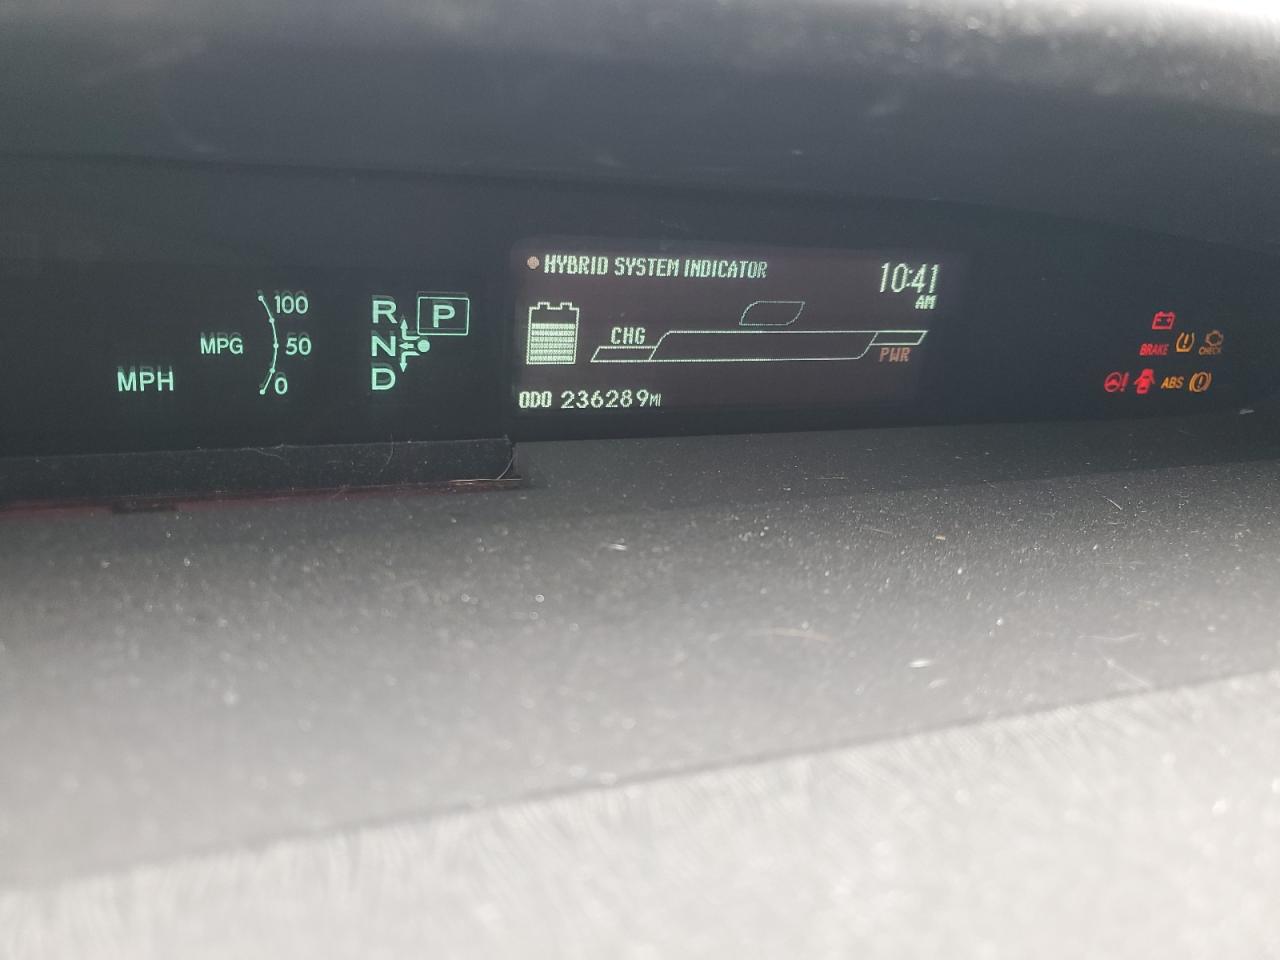 HYBRID SYSTEM INDICATOR
10:41
AM
100
MPG
50
0
MPH
R
P
N
D
CHG
PWR
ODO 236289MI
BRAKE
CHECK
ABS